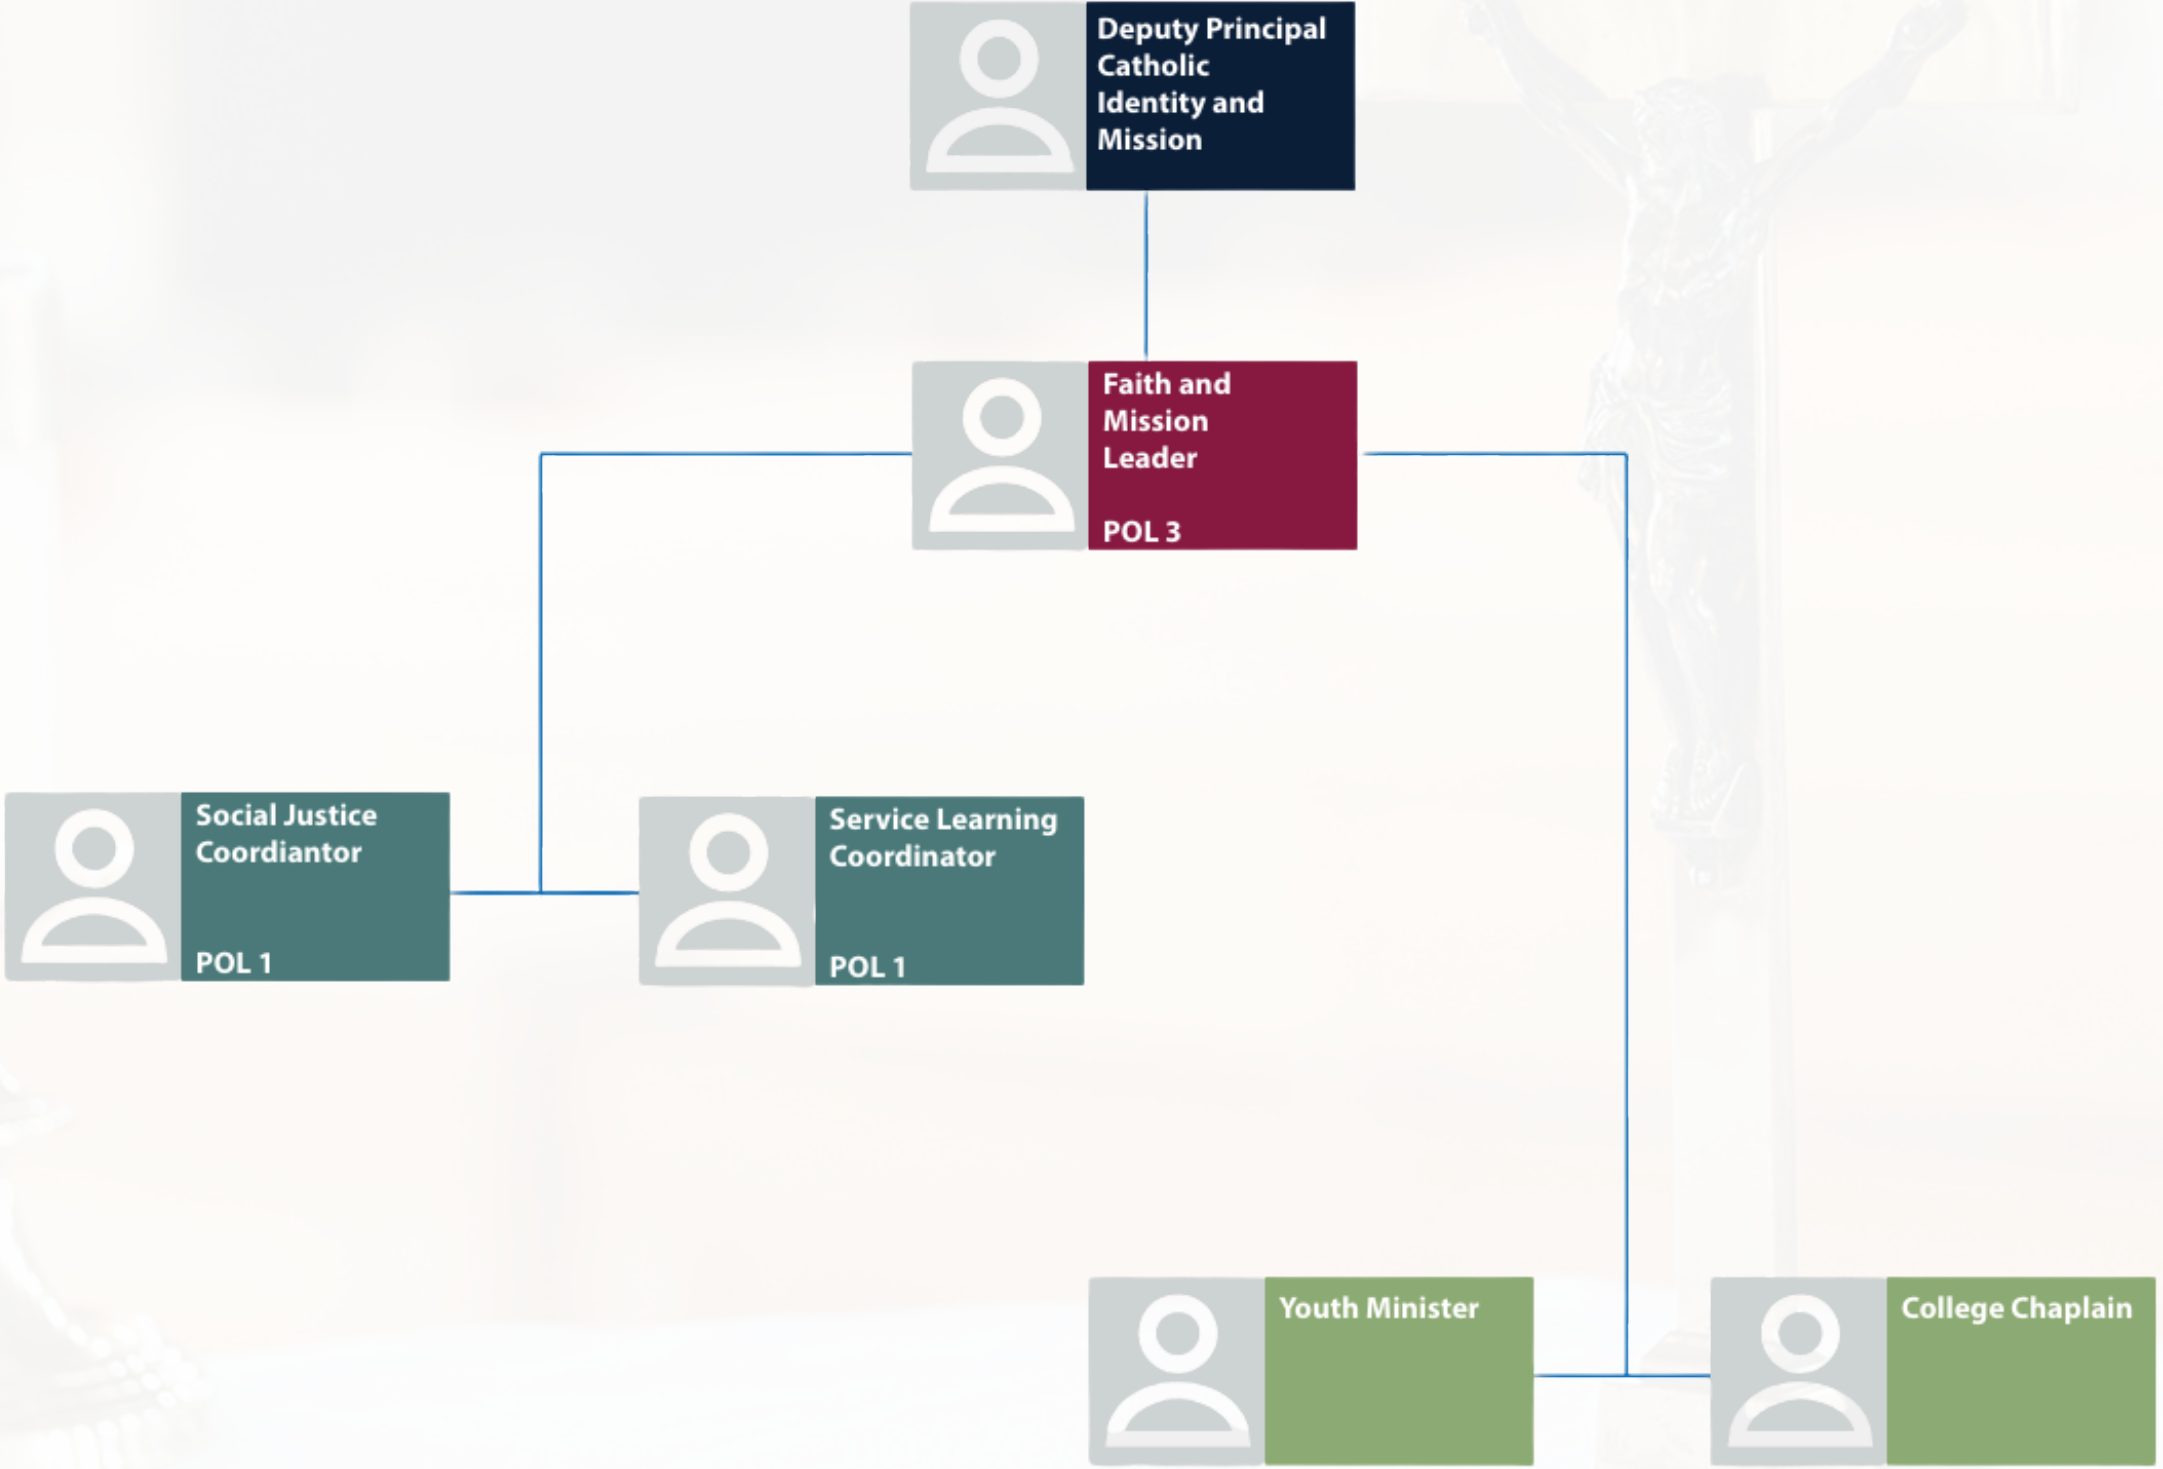 Deputy Principal
Catholic
Identity and
Mission
Faith and
Mission
Leader
POL 3
Social Justice
Coordiantor
POL 1
Service Learning
Coordinator
POL 1
Youth Minister
College Chaplain